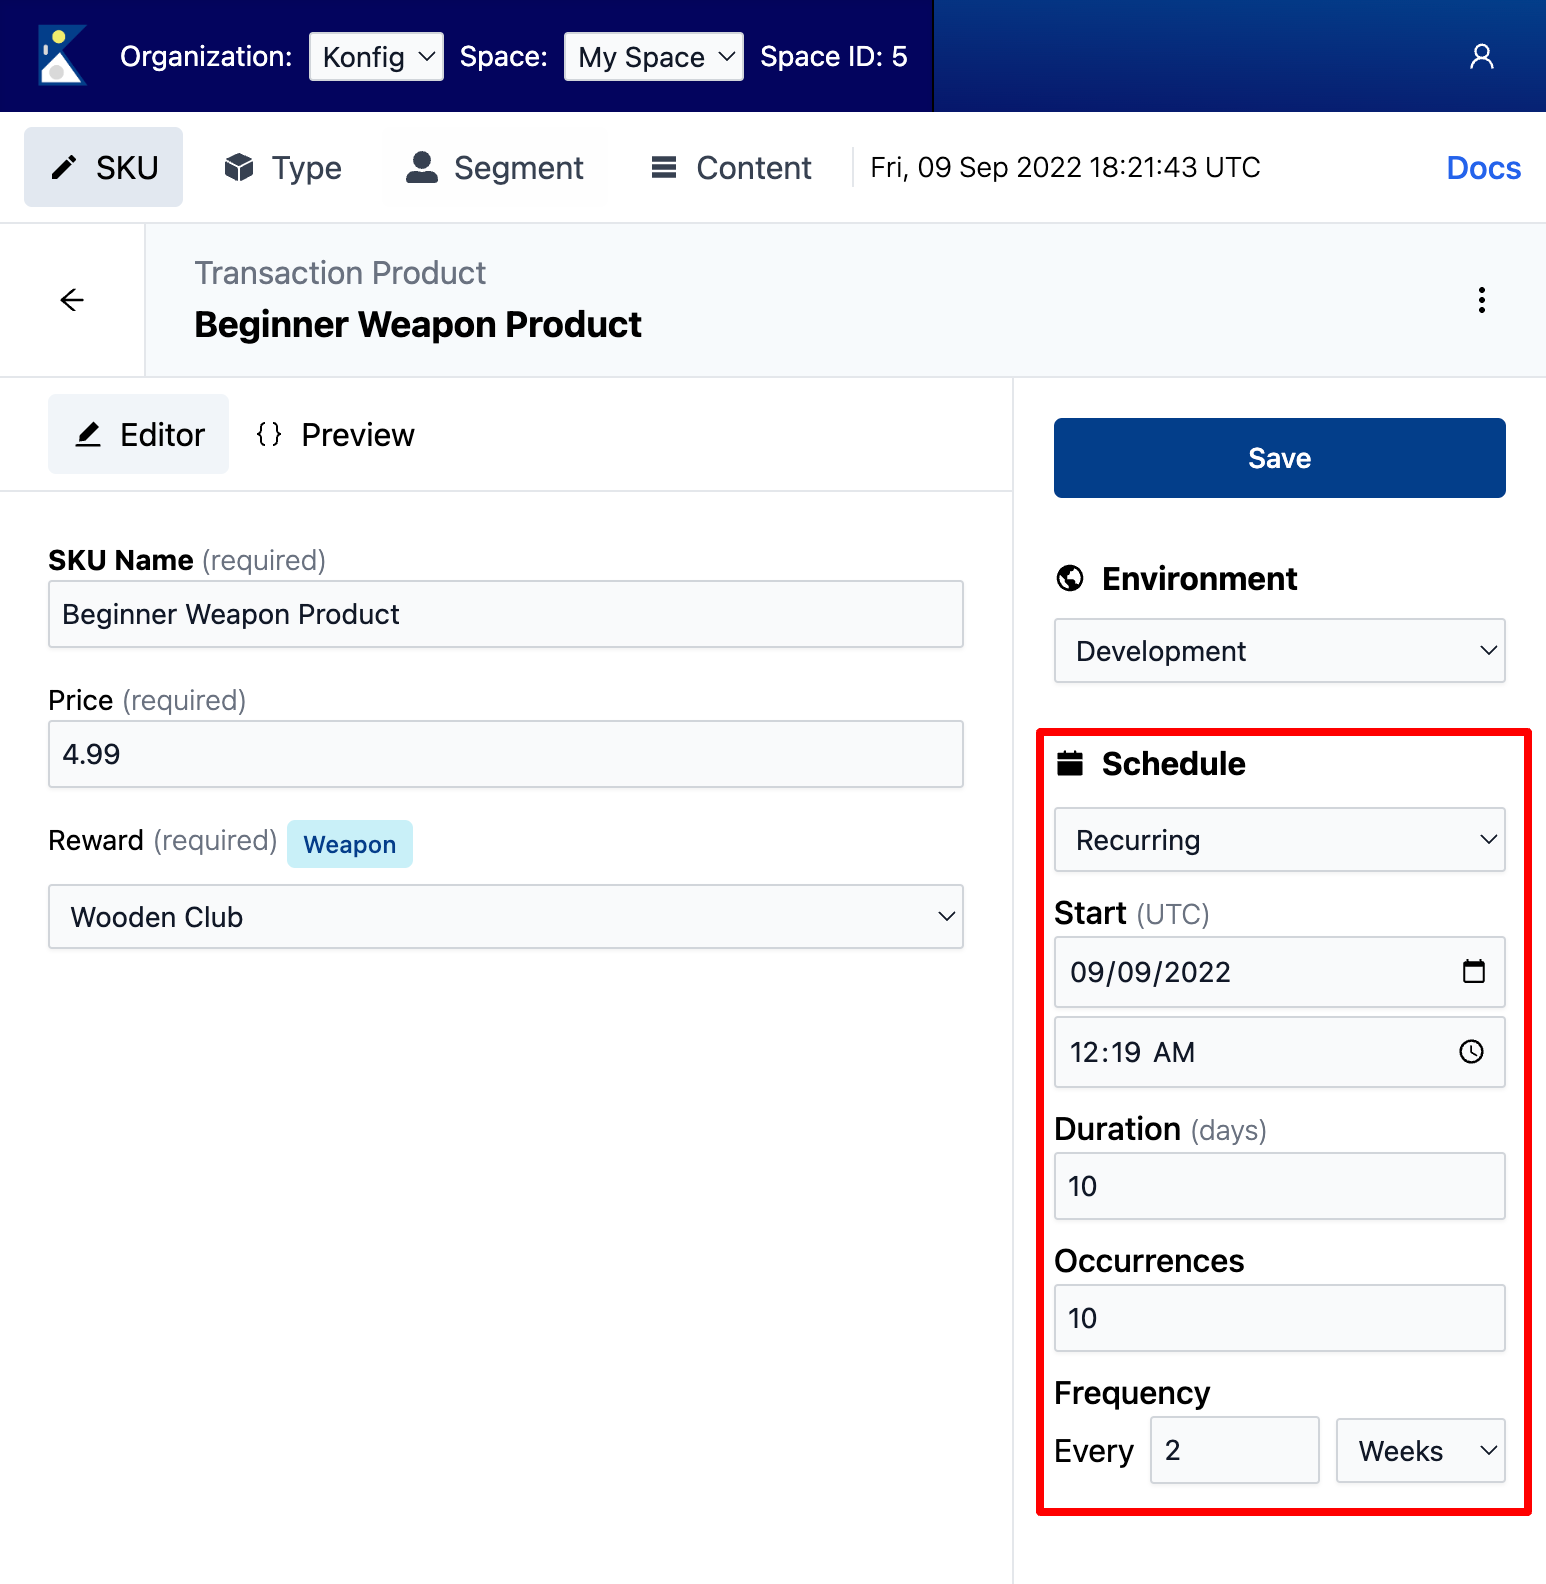 Organization: Konfig Space: My Space Space ID: 5
SKU Type Segment Content Fri, 09 Sep 2022 18:21:43 UTC Docs
Transaction Product
Beginner Weapon Product
Editor {} Preview
Save
SKU Name (required)
Beginner Weapon Product
Price (required)
4.99
Reward (required) Weapon
Wooden Club
Environment
Development
Schedule
Recurring
Start (UTC)
09/09/2022
12:19 AM
Duration (days)
10
Occurrences
10
Frequency
Every 2 Weeks